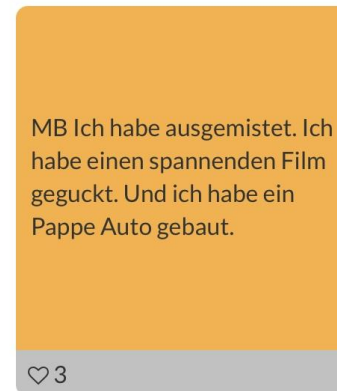 MB Ich habe ausgemistet. Ich
habe einen spannenden Film
geguckt. Und ich habe ein
Pappe Auto gebaut.
3